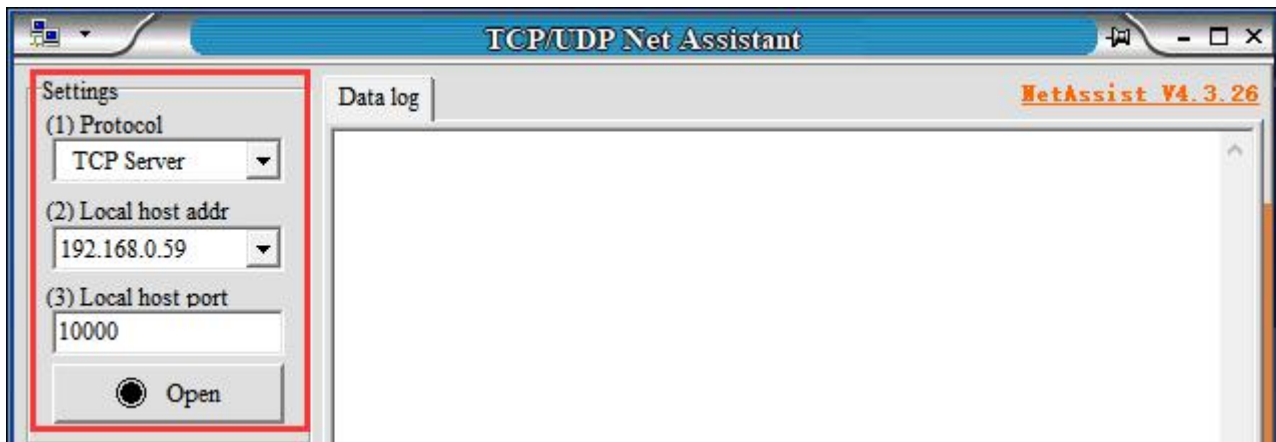 TCP/UDP Net Assistant
Settings
(1) Protocol
TCP Server
(2) Local host addr
192.168.0.59
(3) Local host port
10000
Open
Data log
NetAssist V4.3.26